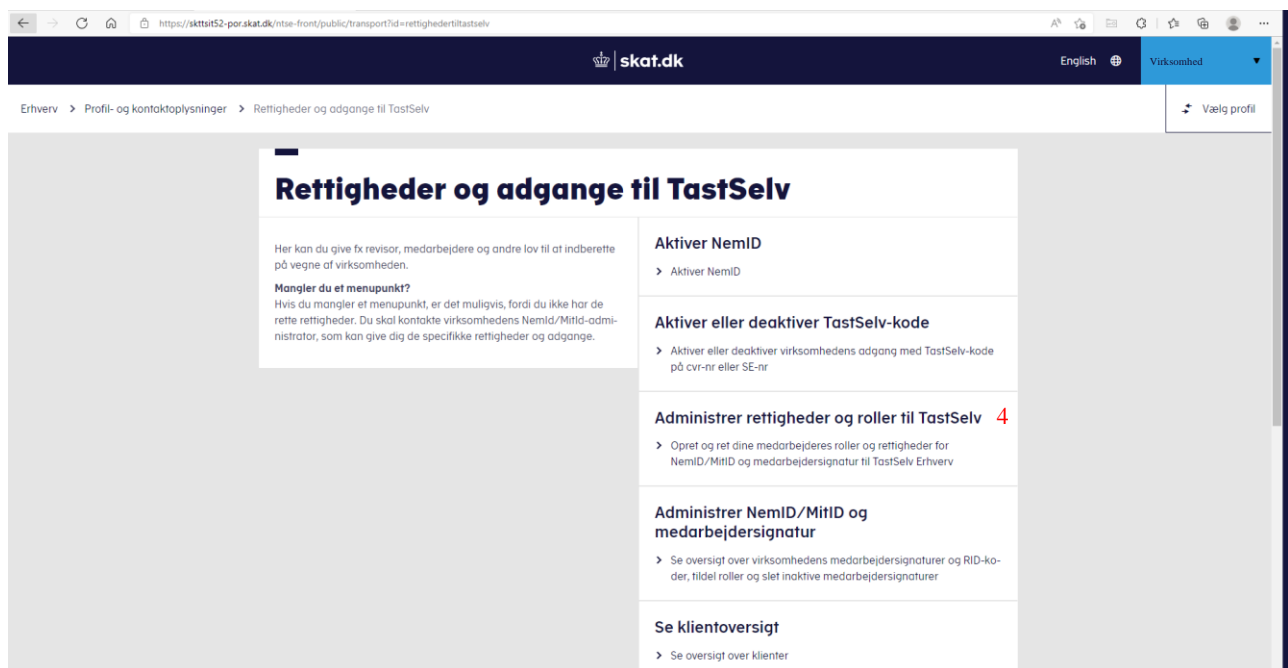 https://skttsit52-por.skat.dk/ntse-front/public/transport?id=rettighedertiltastselv
skat.dk
English
Virksomhed
Erhverv > Profil- og kontaktoplysninger > Rettigheder og adgange til TastSelv
Vælg profil
Rettigheder og adgange til TastSelv
Her kan du give fx revisor, medarbejdere og andre lov til at indberette
på vegne af virksomheden.
Mangler du et menupunkt?
Hvis du mangler et menupunkt, er det muligvis, fordi du ikke har de
rette rettigheder. Du skal kontakte virksomhedens NemId/MitId-admi-
nistrator, som kan give dig de specifikke rettigheder og adgange.
Aktiver NemID
> Aktiver NemID
Aktiver eller deaktiver TastSelv-kode
> Aktiver eller deaktiver virksomhedens adgang med TastSelv-kode
på cvr-nr eller SE-nr
Administrer rettigheder og roller til TastSelv 4
> Opret og ret dine medarbejderes roller og rettigheder for
NemID/MitID og medarbejdersignatur til TastSelv Erhverv
Administrer NemID/MitID og
medarbejdersignatur
> Se oversigt over virksomhedens medarbejdersignaturer og RID-ko-
der, tildel roller og slet inaktive medarbejdersignaturer
Se klientoversigt
> Se oversigt over klienter